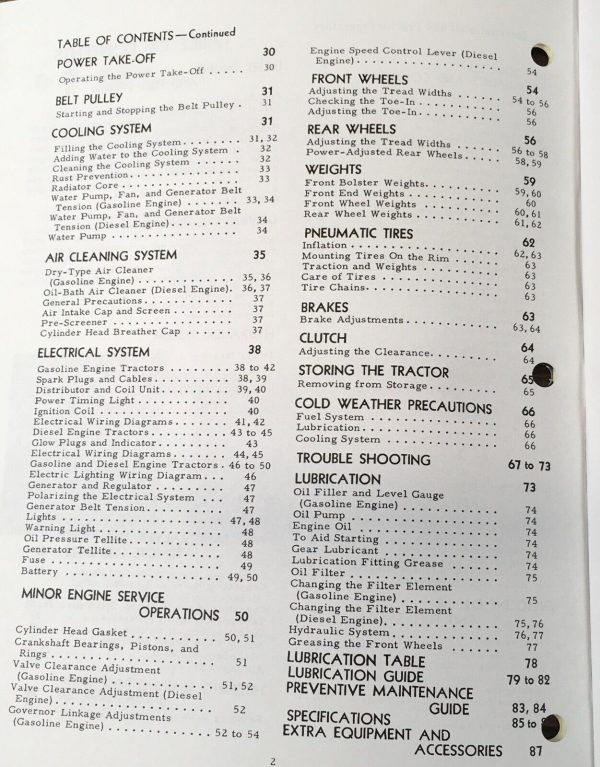 TABLE OF CONTENTS—Continued
POWER TAKE-OFF 30
Operating the Power Take-Off ..... 30
BELT PULLEY 31
Starting and Stopping the Belt Pulley . 31
COOLING SYSTEM 31
Filling the Cooling System ........ 31, 32
Adding Water to the Cooling System . 32
Cleaning the Cooling System ...... 32
Rust Prevention .............. 33
Radiator Core ............... 33
Water Pump, Fan, and Generator Belt
Tension (Gasoline Engine) ...... 33, 34
Water Pump, Fan, and Generator Belt
Tension (Diesel Engine) ........ 34
Water Pump ............... 34
AIR CLEANING SYSTEM 35
Dry-Type Air Cleaner
(Gasoline Engine) ........... 35, 36
Oil-Bath Air Cleaner (Diesel Engine). 36, 37
General Precautions ............ 37
Air Intake Cap and Screen ........ 37
Pre-Screener ............... 37
Cylinder Head Breather Cap ....... 37
ELECTRICAL SYSTEM 38
Gasoline Engine Tractors ........ 38 to 42
Spark Plugs and Cables ......... 38, 39
Distributor and Coil Unit ........ 39, 40
Power Timing Light ........... 40
Ignition Coil ............... 40
Electrical Wiring Diagrams ....... 41, 42
Diesel Engine Tractors ......... 43 to 45
Glow Plugs and Indicator ........ 43
Electrical Wiring Diagrams ....... 44, 45
Gasoline and Diesel Engine Tractors . 46 to 50
Electric Lighting Wiring Diagram ... 46
Generator and Regulator ........ 47
Polarizing the Electrical System ... 47
Generator Belt Tension ......... 47
Lights ................... 47, 48
Warning Light .............. 48
Oil Pressure Tellite ........... 48
Generator Tellite ............ 48
Fuse .................... 49
Battery .................. 49, 50
MINOR ENGINE SERVICE
OPERATIONS 50
Cylinder Head Gasket .......... 50, 51
Crankshaft Bearings, Pistons, and
Rings ................... 51
Valve Clearance Adjustment
(Gasoline Engine) ........... 51, 52
Valve Clearance Adjustment (Diesel
Engine) .................. 52
Governor Linkage Adjustments
(Gasoline Engine) ............ 52 to 54
Engine Speed Control Lever (Diesel
Engine) .................. 54
FRONT WHEELS 54
Adjusting the Tread Widths ....... 54 to 56
Checking the Toe-In ........... 56
Adjusting the Toe-In ........... 56
REAR WHEELS 56
Adjusting the Tread Widths ....... 56 to 58
Power-Adjusted Rear Wheels ..... 58, 59
WEIGHTS 59
Front Bolster Weights .......... 59, 60
Front End Weights ............ 60
Front Wheel Weights .......... 60, 61
Rear Wheel Weights ........... 61, 62
PNEUMATIC TIRES 62
Inflation .................. 62, 63
Mounting Tires On the Rim ....... 63
Traction and Weights .......... 63
Care of Tires .............. 63
Tire Chains ................ 63
BRAKES 63
Brake Adjustments ............ 63, 64
CLUTCH 64
Adjusting the Clearance ......... 64
STORING THE TRACTOR 65
Removing from Storage ......... 65
COLD WEATHER PRECAUTIONS 66
Fuel System ................ 66
Lubrication ................ 66
Cooling System .............. 66
TROUBLE SHOOTING 67 to 73
LUBRICATION 73
Oil Filler and Level Gauge
(Gasoline Engine) ............ 74
Oil Pump .................. 74
Engine Oil ................. 74
To Aid Starting .............. 74
Gear Lubricant .............. 74
Lubrication Fitting Grease ....... 74
Oil Filter .................. 75
Changing the Filter Element
(Gasoline Engine) ............ 75
Changing the Filter Element
(Diesel Engine) ............. 75, 76
Hydraulic System ............. 76, 77
Greasing the Front Wheels ....... 77
LUBRICATION TABLE 78
LUBRICATION GUIDE 79 to 82
PREVENTIVE MAINTENANCE
GUIDE 83, 84
SPECIFICATIONS 85 to
EXTRA EQUIPMENT AND
ACCESSORIES 87
2